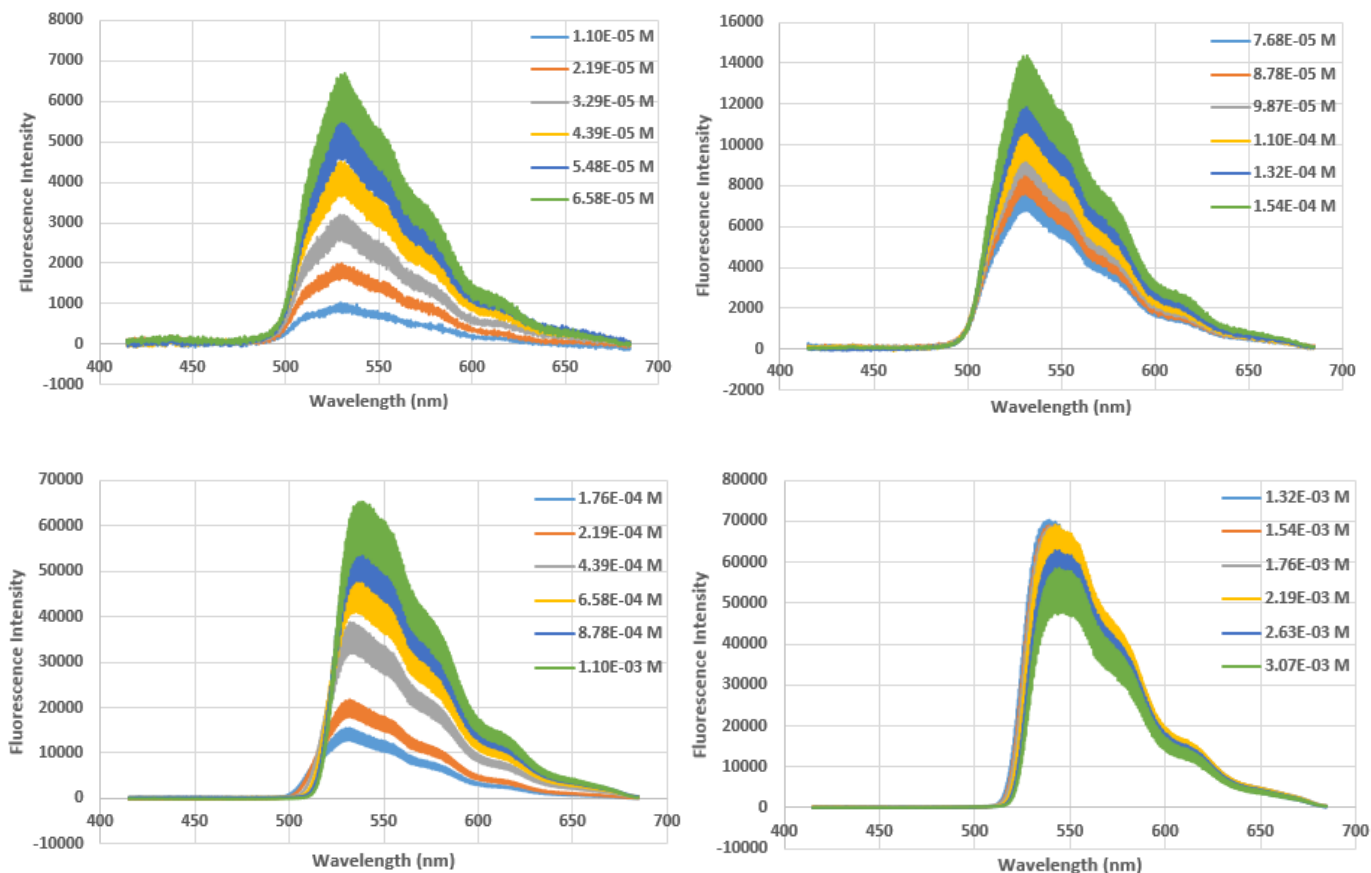 8000
7000
6000
5000
4000
3000
2000
1000
0
-1000
400 450 500 550 600 650 700
Fluorescence Intensity
Wavelength (nm)
1.10E-05 M
2.19E-05 M
3.29E-05 M
4.39E-05 M
5.48E-05 M
6.58E-05 M
16000
14000
12000
10000
8000
6000
4000
2000
0
-2000
400 450 500 550 600 650 700
Fluorescence Intensity
Wavelength (nm)
7.68E-05 M
8.78E-05 M
9.87E-05 M
1.10E-04 M
1.32E-04 M
1.54E-04 M
70000
60000
50000
40000
30000
20000
10000
0
-10000
400 450 500 550 600 650 700
Fluorescence Intensity
Wavelength (nm)
1.76E-04 M
2.19E-04 M
4.39E-04 M
6.58E-04 M
8.78E-04 M
1.10E-03 M
80000
70000
60000
50000
40000
30000
20000
10000
0
-10000
400 450 500 550 600 650 700
Fluorescence Intensity
Wavelength (nm)
1.32E-03 M
1.54E-03 M
1.76E-03 M
2.19E-03 M
2.63E-03 M
3.07E-03 M